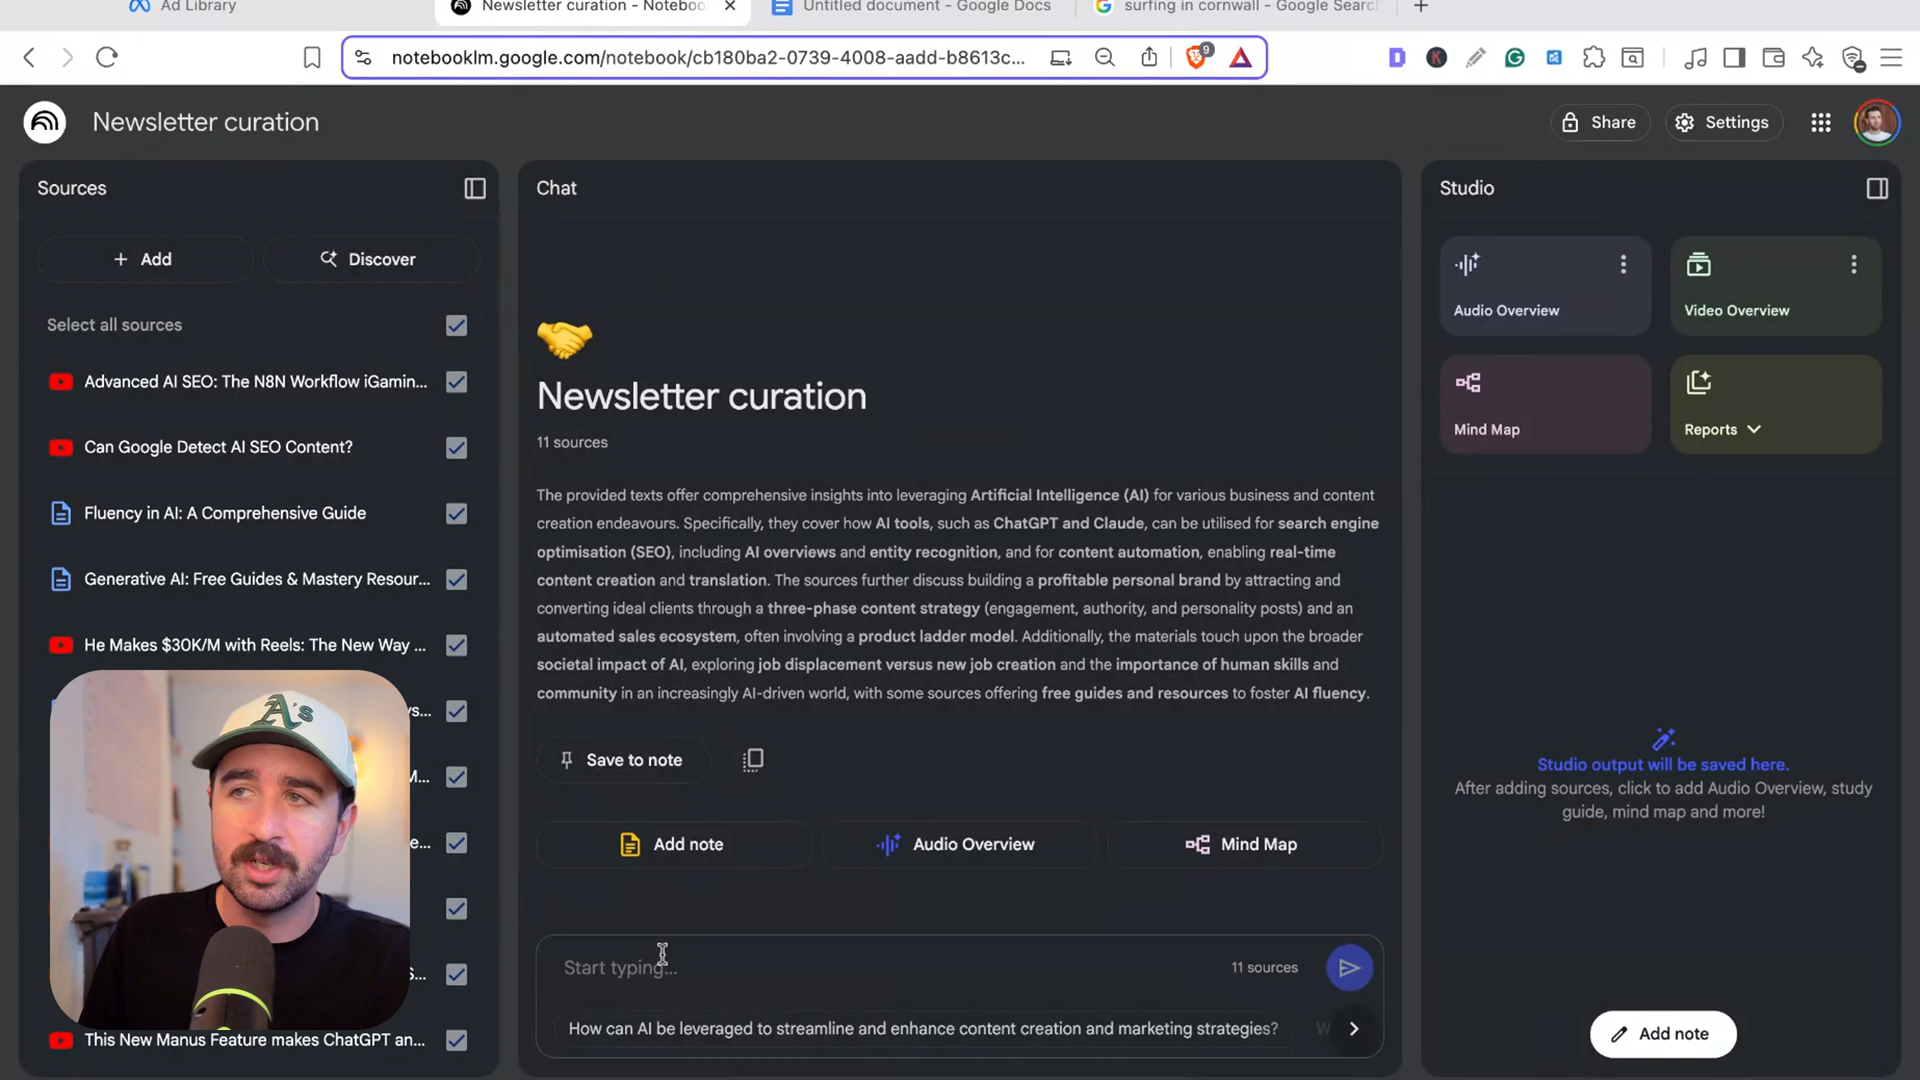 Ad Library
Newsletter curation - Noteboo
Untitled document - Google Docs
surfing in cornwall - Google Search
notebooklm.google.com/notebook/cb180ba2-0739-4008-aadd-b8613c...
9
Newsletter curation
Share
Settings
Sources
Add
Discover
Select all sources
Advanced AI SEO: The N8N Workflow iGamin...
Can Google Detect AI SEO Content?
Fluency in AI: A Comprehensive Guide
Generative AI: Free Guides & Mastery Resour...
He Makes $30K/M with Reels: The New Way ...
This New Manus Feature makes ChatGPT an...
A's
Chat
Newsletter curation
11 sources
The provided texts offer comprehensive insights into leveraging Artificial Intelligence (AI) for various business and content
creation endeavours. Specifically, they cover how AI tools, such as ChatGPT and Claude, can be utilised for search engine
optimisation (SEO), including AI overviews and entity recognition, and for content automation, enabling real-time
content creation and translation. The sources further discuss building a profitable personal brand by attracting and
converting ideal clients through a three-phase content strategy (engagement, authority, and personality posts) and an
automated sales ecosystem, often involving a product ladder model. Additionally, the materials touch upon the broader
societal impact of AI, exploring job displacement versus new job creation and the importance of human skills and
community in an increasingly AI-driven world, with some sources offering free guides and resources to foster AI fluency.
Save to note
Add note
Audio Overview
Mind Map
Start typing...
11 sources
How can AI be leveraged to streamline and enhance content creation and marketing strategies?
Studio
Audio Overview
Video Overview
Mind Map
Reports
Studio output will be saved here.
After adding sources, click to add Audio Overview, study
guide, mind map and more!
Add note